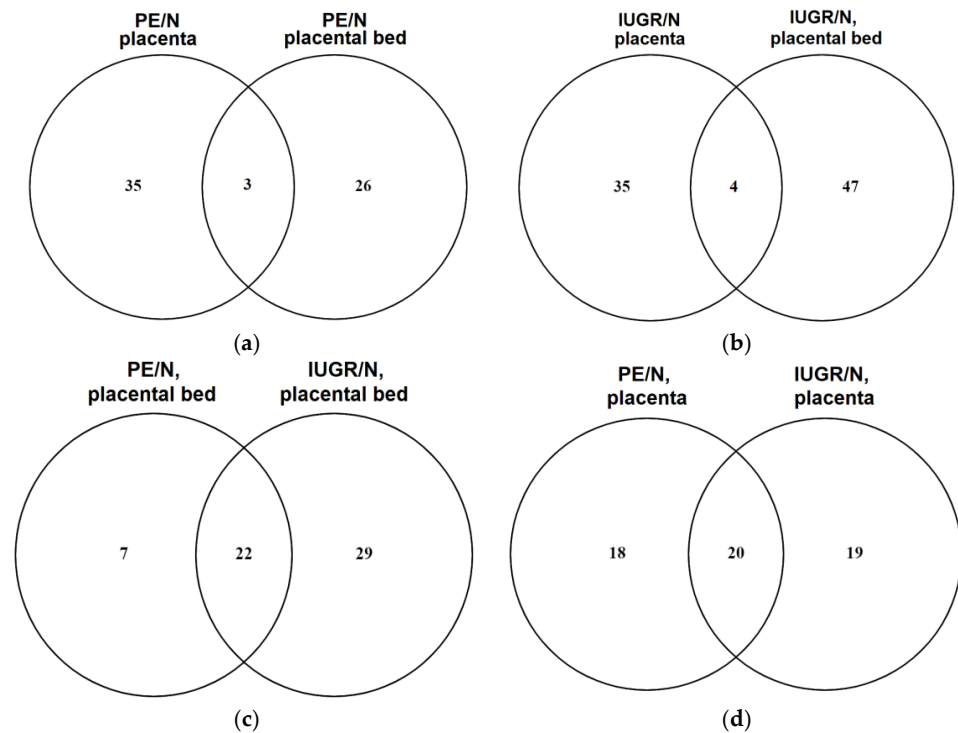 PE/N
placenta
PE/N
placental bed
35
3
26
(a)
IUGR/N
placenta
IUGR/N,
placental bed
35
4
47
(b)
PE/N,
placental bed
IUGR/N,
placental bed
7
22
29
(c)
PE/N,
placenta
IUGR/N,
placenta
18
20
19
(d)